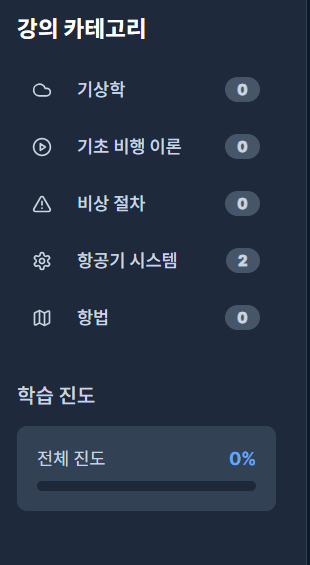 강의 카테고리
기상학 0
기초 비행 이론 0
비상 절차 0
항공기 시스템 2
항법 0
학습 진도
전체 진도 0%